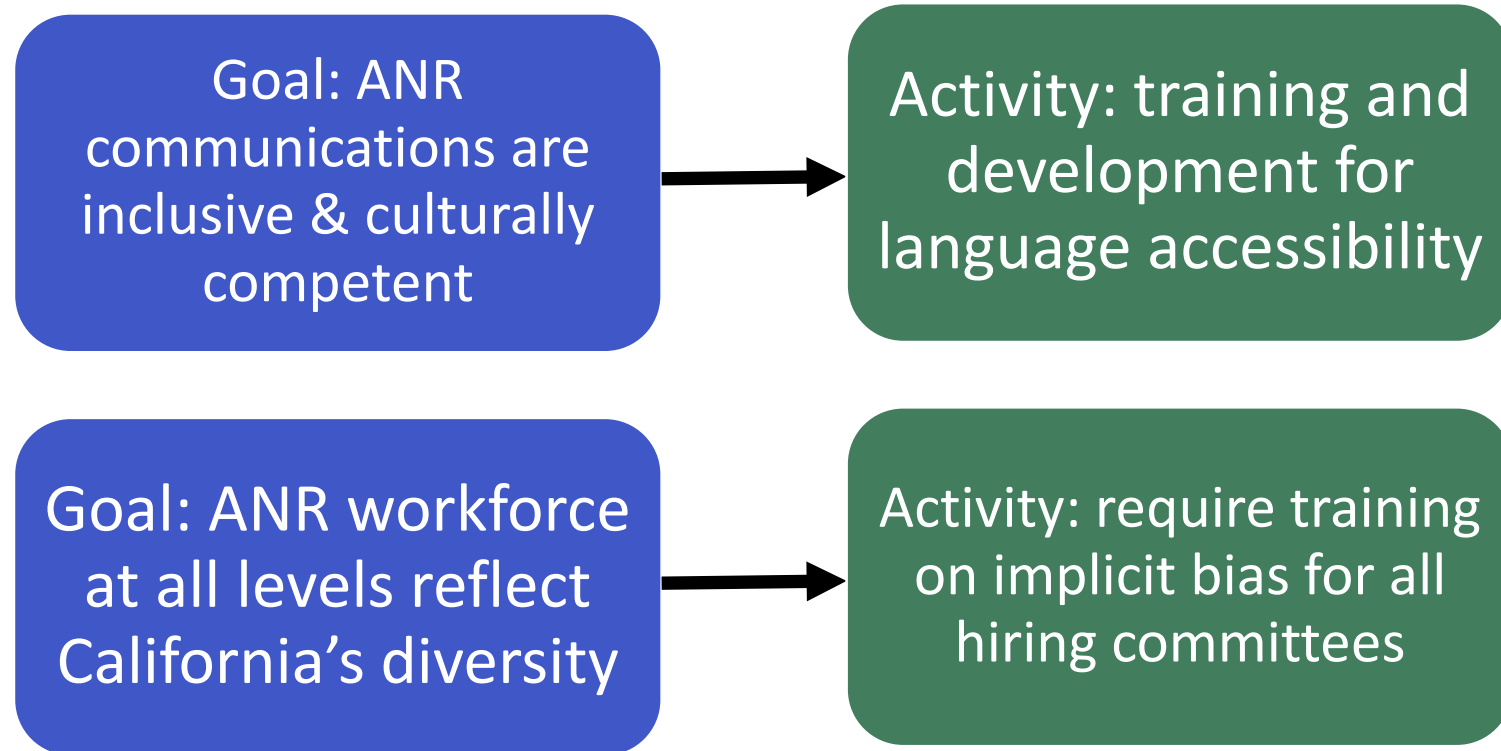 Goal: ANR
communications are
inclusive & culturally
competent
Activity: training and
development for
language accessibility
Goal: ANR workforce
at all levels reflect
California’s diversity
Activity: require training
on implicit bias for all
hiring committees